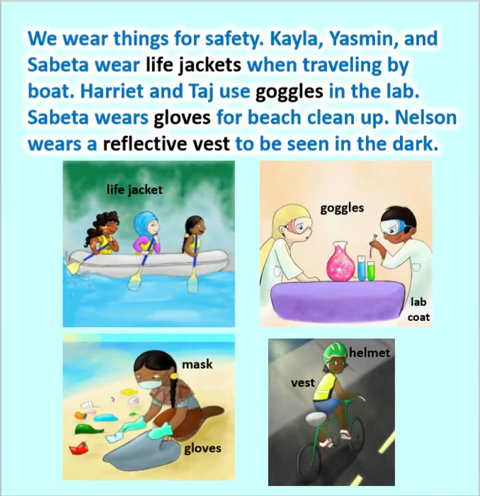 We wear things for safety. Kayla, Yasmin, and
Sabeta wear life jackets when traveling by
boat. Harriet and Taj use goggles in the lab.
Sabeta wears gloves for beach clean up. Nelson
wears a reflective vest to be seen in the dark.
life jacket
goggles
lab
coat
mask
gloves
helmet
vest